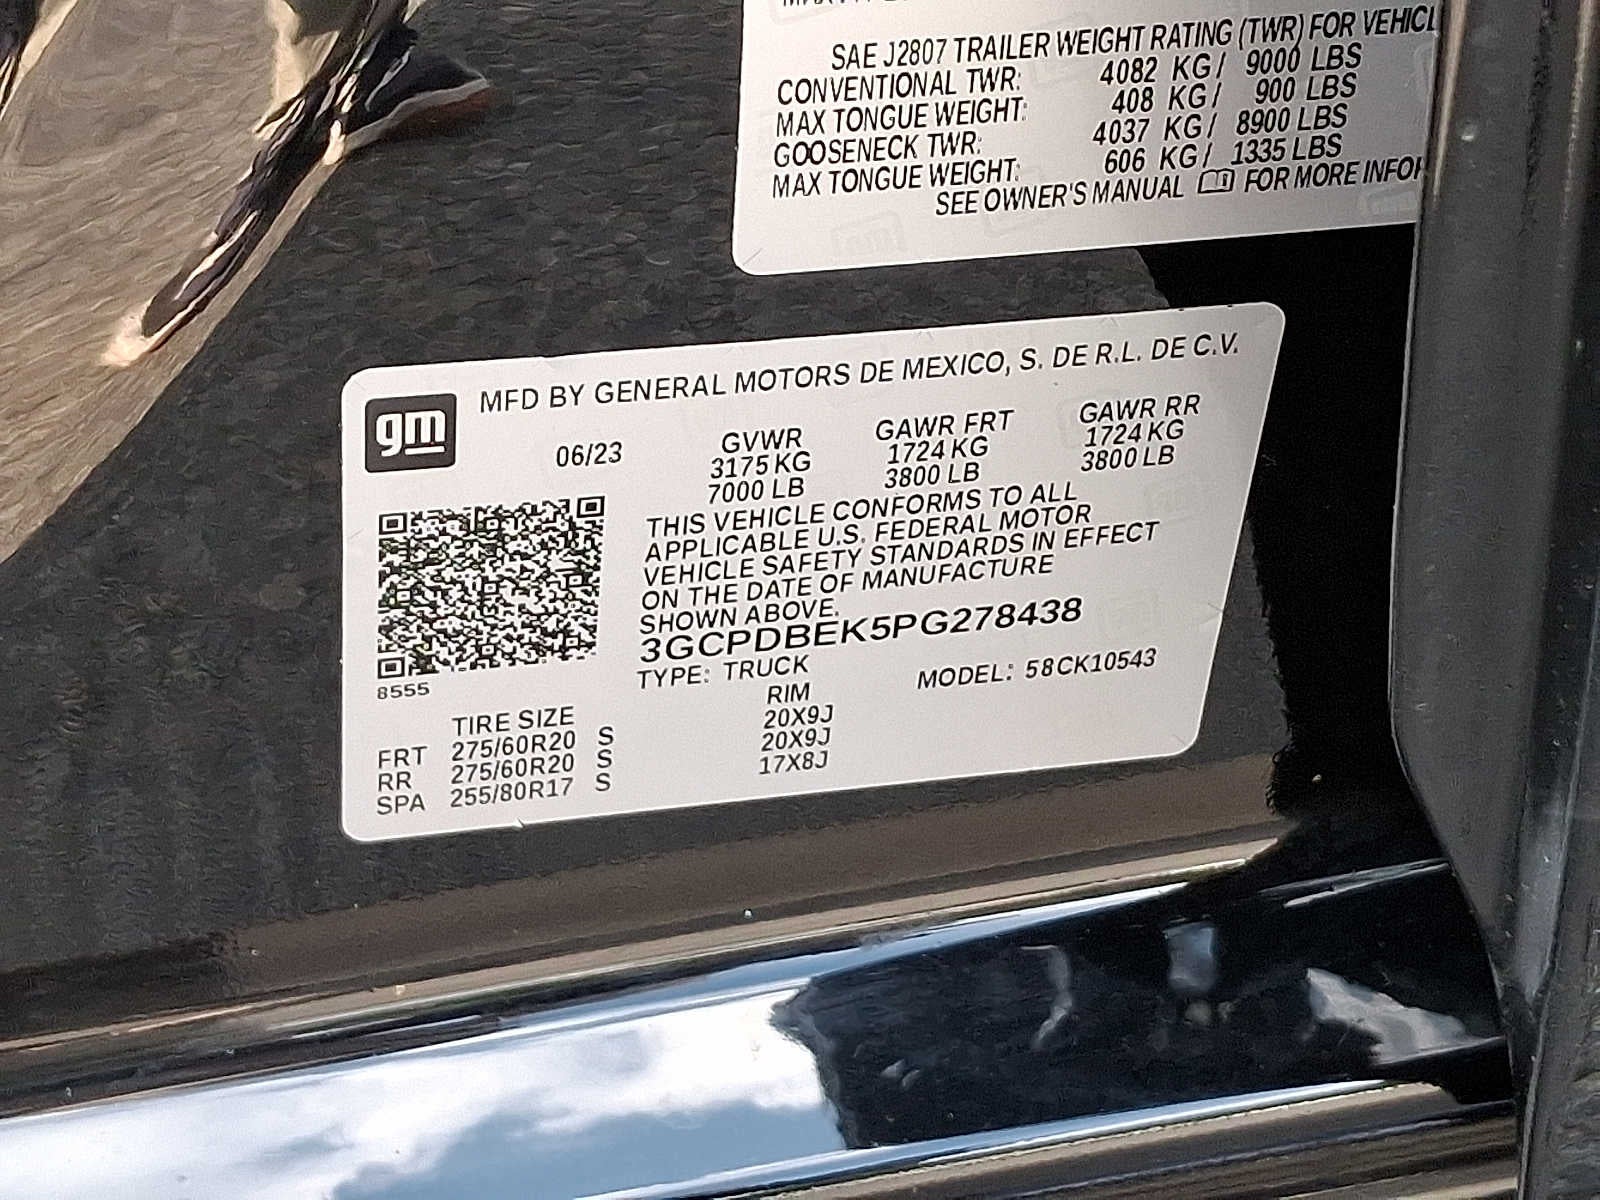 SAE J2807 TRAILER WEIGHT RATING (TWR) FOR VEHICL
CONVENTIONAL TWR: 4082 KG/ 9000 LBS
MAX TONGUE WEIGHT: 408 KG/ 900 LBS
GOOSENECK TWR: 4037 KG/ 8900 LBS
MAX TONGUE WEIGHT: 606 KG/ 1335 LBS
SEE OWNER'S MANUAL FOR MORE INFOR
gm
MFD BY GENERAL MOTORS DE MEXICO, S. DE R.L. DE C.V.
06/23 GVWR GAWR FRT GAWR RR
3175 KG 1724 KG 1724 KG
7000 LB 3800 LB 3800 LB
THIS VEHICLE CONFORMS TO ALL
APPLICABLE U.S. FEDERAL MOTOR
VEHICLE SAFETY STANDARDS IN EFFECT
ON THE DATE OF MANUFACTURE
SHOWN ABOVE.
3GCPDBEK5PG278438
TYPE: TRUCK MODEL: 58CK10543
8555
TIRE SIZE RIM
FRT 275/60R20 S 20X9J
RR 275/60R20 S 20X9J
SPA 255/80R17 S 17X8J